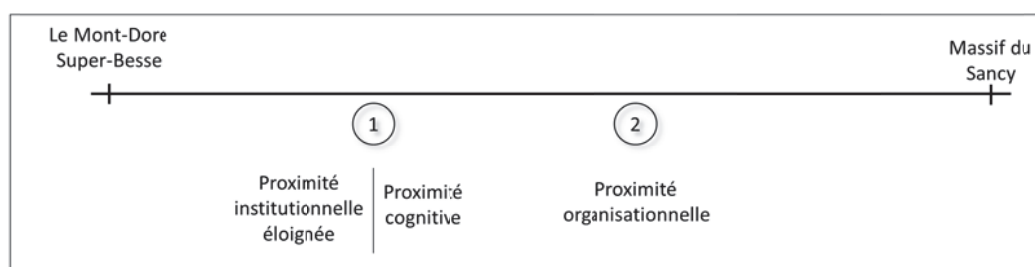 Le Mont-Dore
Super-Besse
Massif du
Sancy
1
2
Proximité
institutionnelle
éloignée
Proximité
cognitive
Proximité
organisationnelle